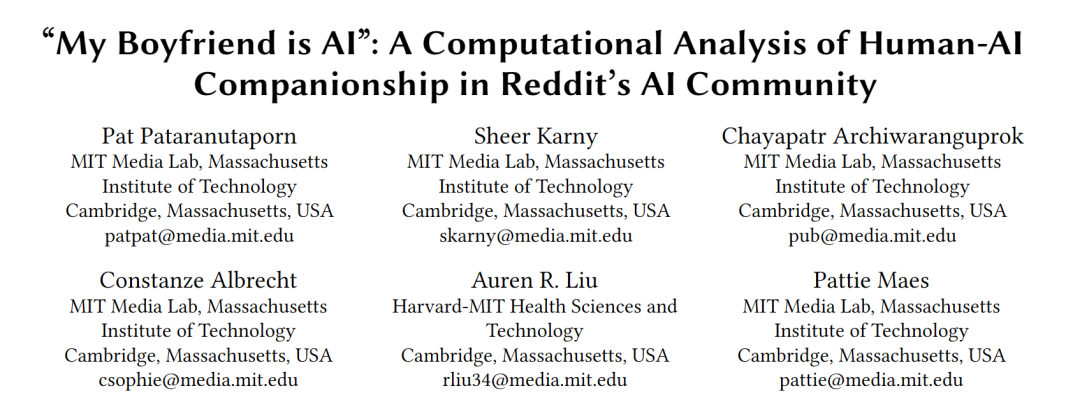 “My Boyfriend is AI”: A Computational Analysis of Human-AI
Companionship in Reddit’s AI Community
Pat Pataranutaporn
MIT Media Lab, Massachusetts
Institute of Technology
Cambridge, Massachusetts, USA
patpat@media.mit.edu
Sheer Karny
MIT Media Lab, Massachusetts
Institute of Technology
Cambridge, Massachusetts, USA
skarny@media.mit.edu
Chayapatr Archiwaranguprok
MIT Media Lab, Massachusetts
Institute of Technology
Cambridge, Massachusetts, USA
pub@media.mit.edu
Constanze Albrecht
MIT Media Lab, Massachusetts
Institute of Technology
Cambridge, Massachusetts, USA
csophie@media.mit.edu
Auren R. Liu
Harvard-MIT Health Sciences and
Technology
Cambridge, Massachusetts, USA
rliu34@media.mit.edu
Pattie Maes
MIT Media Lab, Massachusetts
Institute of Technology
Cambridge, Massachusetts, USA
pattie@media.mit.edu